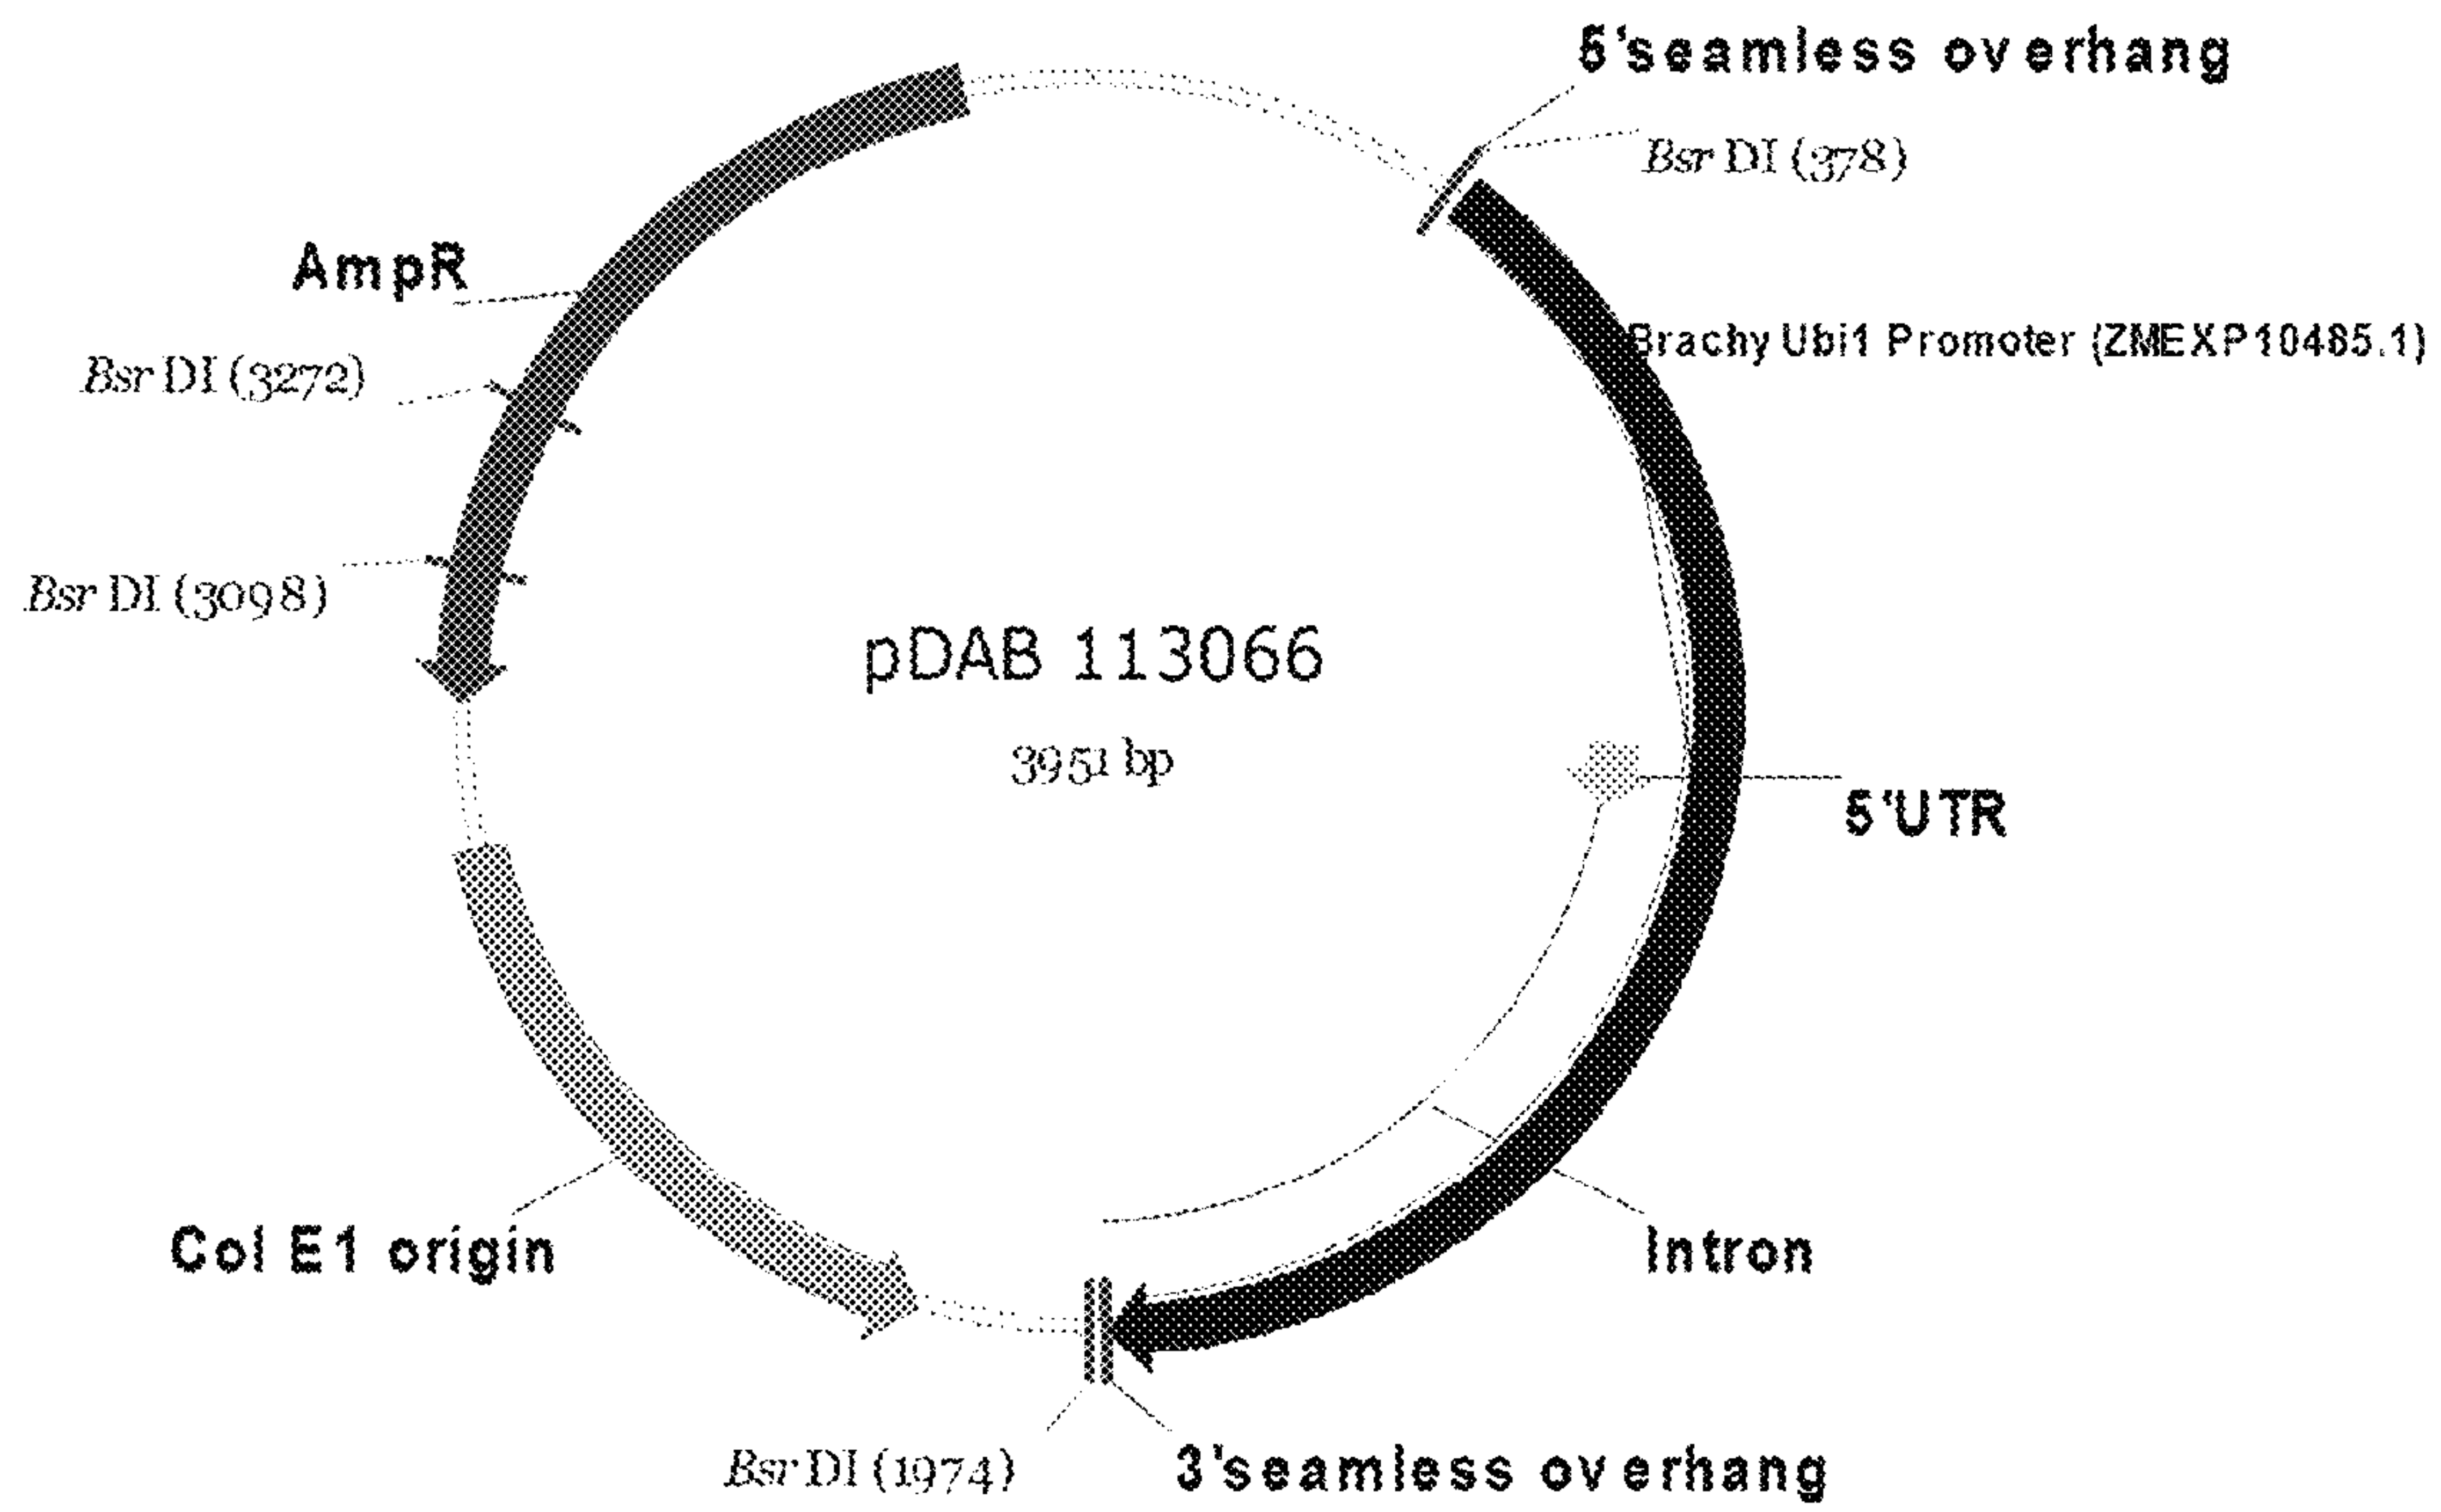 5'seamless overhang
Bsr DI (378)
AmpR
Brachy Ubi1 Promoter (ZMEXP10485.1)
Bsr DI (3272)
Bsr DI (3098)
pDAB 113066
3951 bp
5'UTR
Col E1 origin
Intron
Bsr DI (1974)
3'seamless overhang